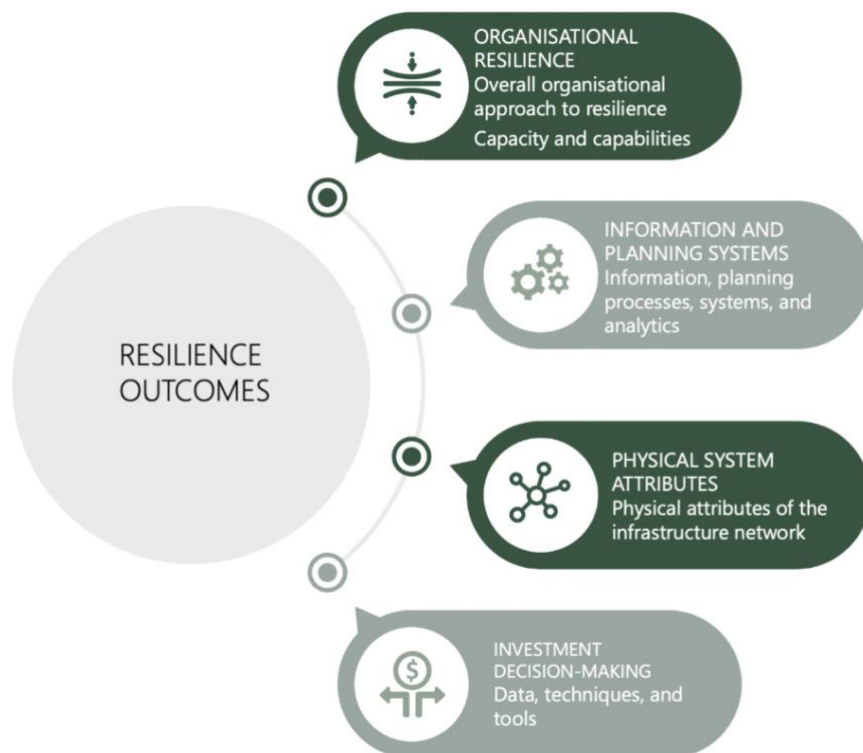 ORGANISATIONAL
RESILIENCE
Overall organisational
approach to resilience
Capacity and capabilities
INFORMATION AND
PLANNING SYSTEMS
Information, planning
processes, systems, and
analytics
RESILIENCE
OUTCOMES
PHYSICAL SYSTEM
ATTRIBUTES
Physical attributes of the
infrastructure network
INVESTMENT
DECISION-MAKING
Data, techniques, and
tools
$